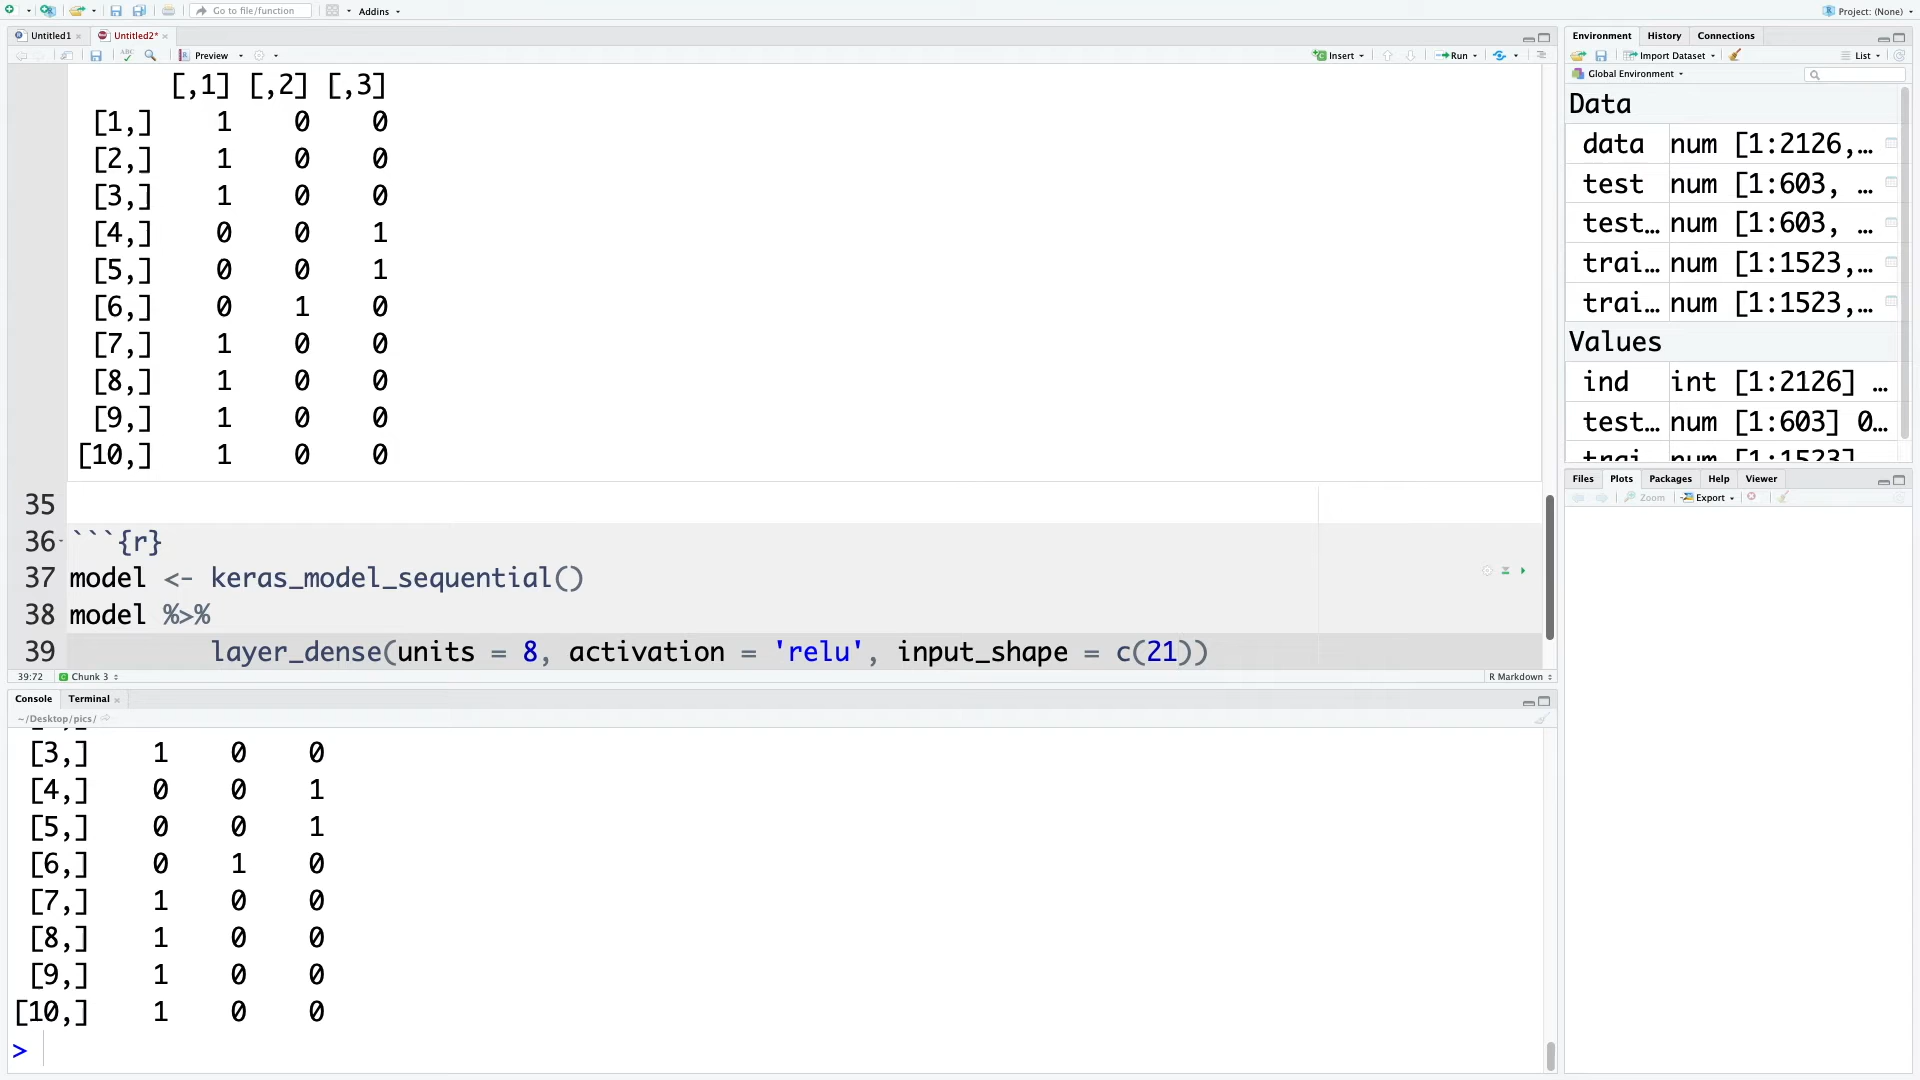 Go to file/function Addins Project: (None)
Untitled1 Untitled2*
ABC Preview Insert Run
[,1] [,2] [,3]
[1,] 1 0 0
[2,] 1 0 0
[3,] 1 0 0
[4,] 0 0 1
[5,] 0 0 1
[6,] 0 1 0
[7,] 1 0 0
[8,] 1 0 0
[9,] 1 0 0
[10,] 1 0 0
35
36 ```{r}
37 model <- keras_model_sequential()
38 model %>%
39 layer_dense(units = 8, activation = 'relu', input_shape = c(21))
39:72 Chunk 3 R Markdown
Console Terminal
~/Desktop/pics/
[3,] 1 0 0
[4,] 0 0 1
[5,] 0 0 1
[6,] 0 1 0
[7,] 1 0 0
[8,] 1 0 0
[9,] 1 0 0
[10,] 1 0 0
>
Environment History Connections
Import Dataset List
Global Environment
Data
data num [1:2126,…
test num [1:603, …
test… num [1:603, …
trai… num [1:1523,…
trai… num [1:1523,…
Values
ind int [1:2126] …
test… num [1:603] 0…
trai num [1:1523]
Files Plots Packages Help Viewer
Zoom Export